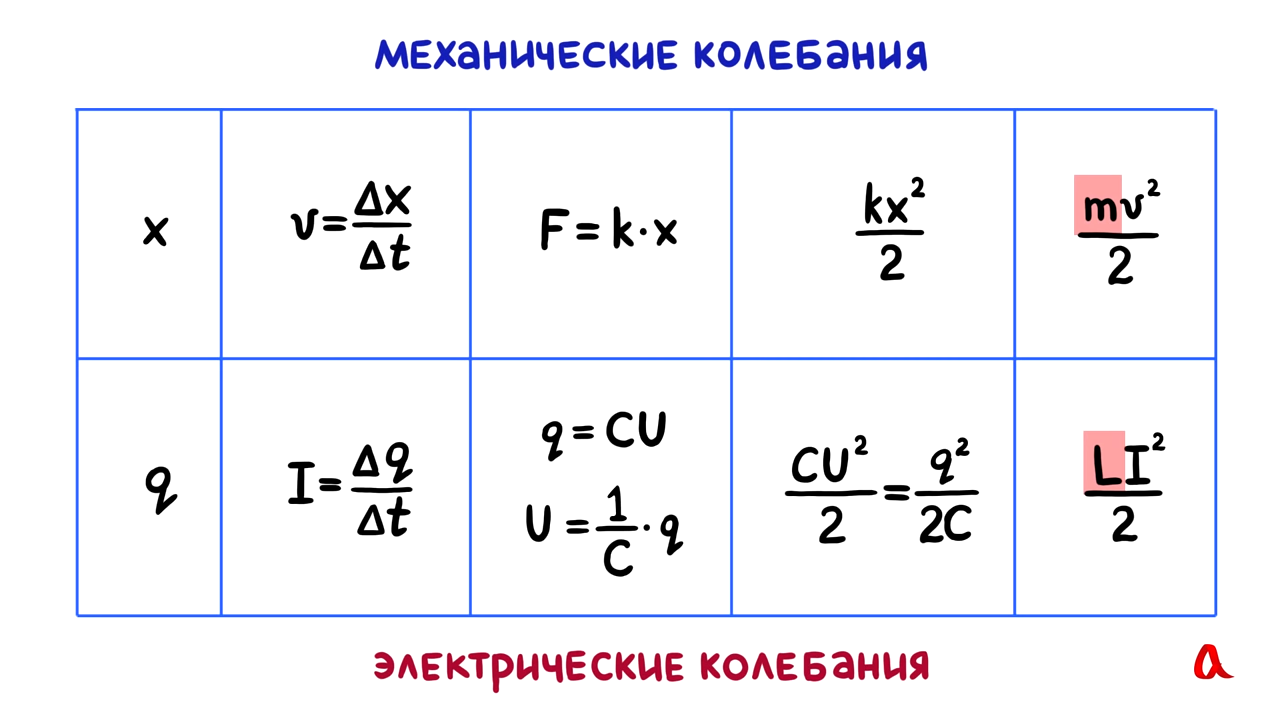 МЕХАНИЧЕСКИЕ КОЛЕБАНИЯ
x
v=Δx/Δt
F=k·x
kx²/2
mv²/2
q
I=Δq/Δt
q=CU
U=1/C·q
CU²/2=q²/2C
LI²/2
ЭЛЕКТРИЧЕСКИЕ КОЛЕБАНИЯ
a